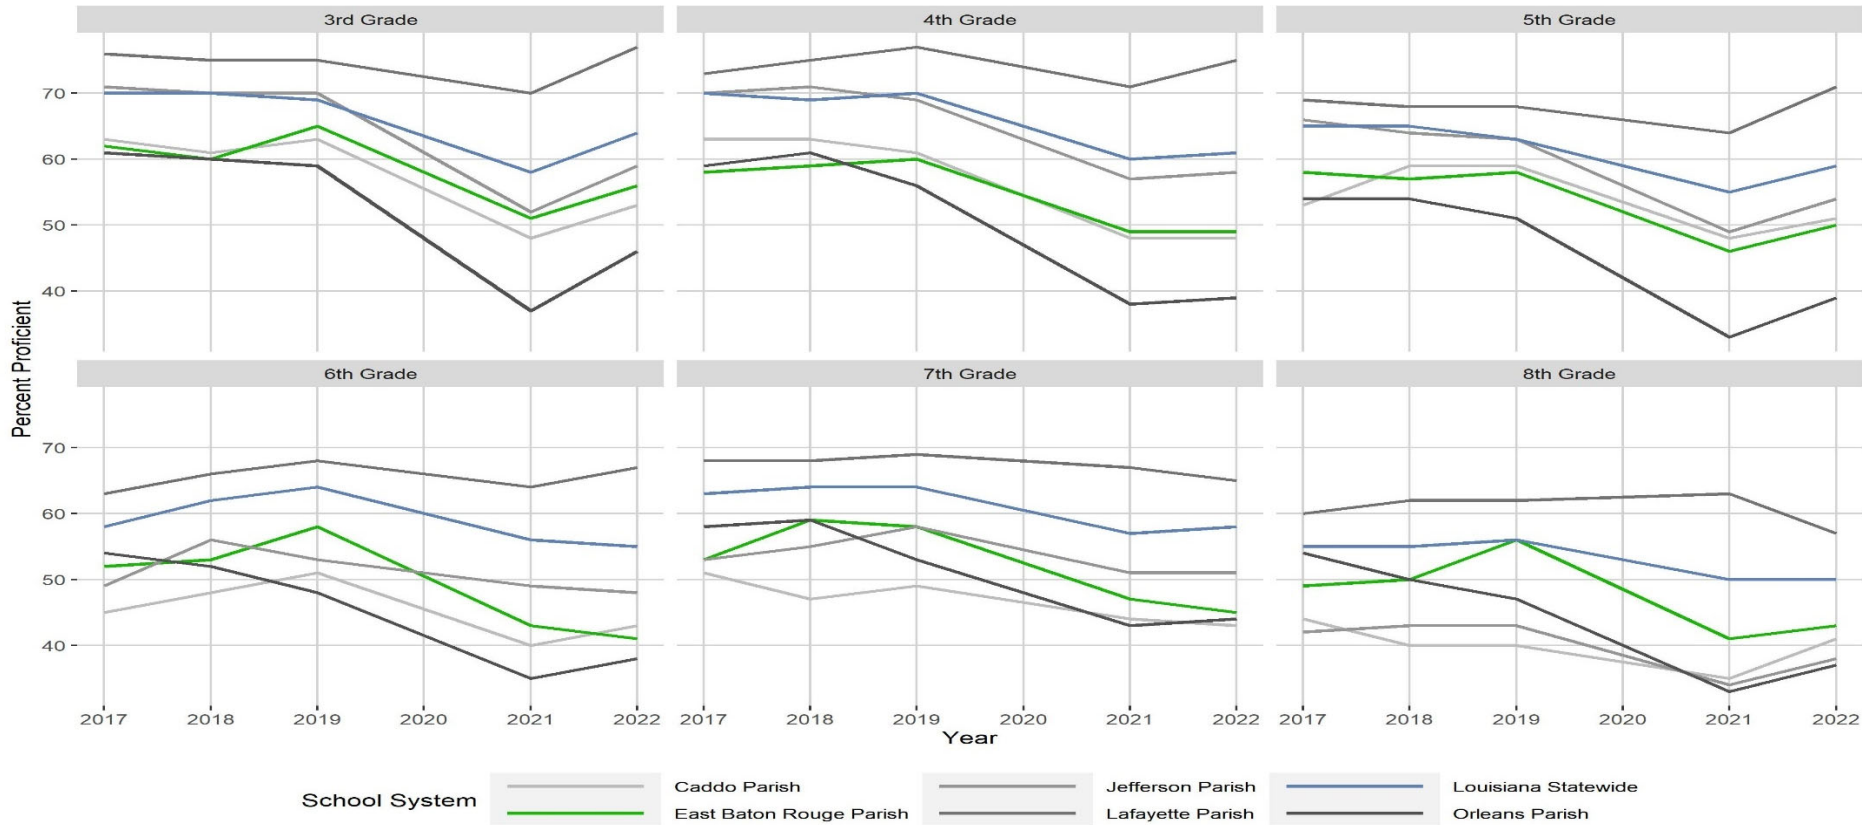 3rd Grade 4th Grade 5th Grade
70
60
50
40
Percent Proficient
6th Grade 7th Grade 8th Grade
70
60
50
40
2017 2018 2019 2020 2021 2022 2017 2018 2019 2020 2021 2022 2017 2018 2019 2020 2021 2022
Year
School System
Caddo Parish Jefferson Parish Louisiana Statewide
East Baton Rouge Parish Lafayette Parish Orleans Parish